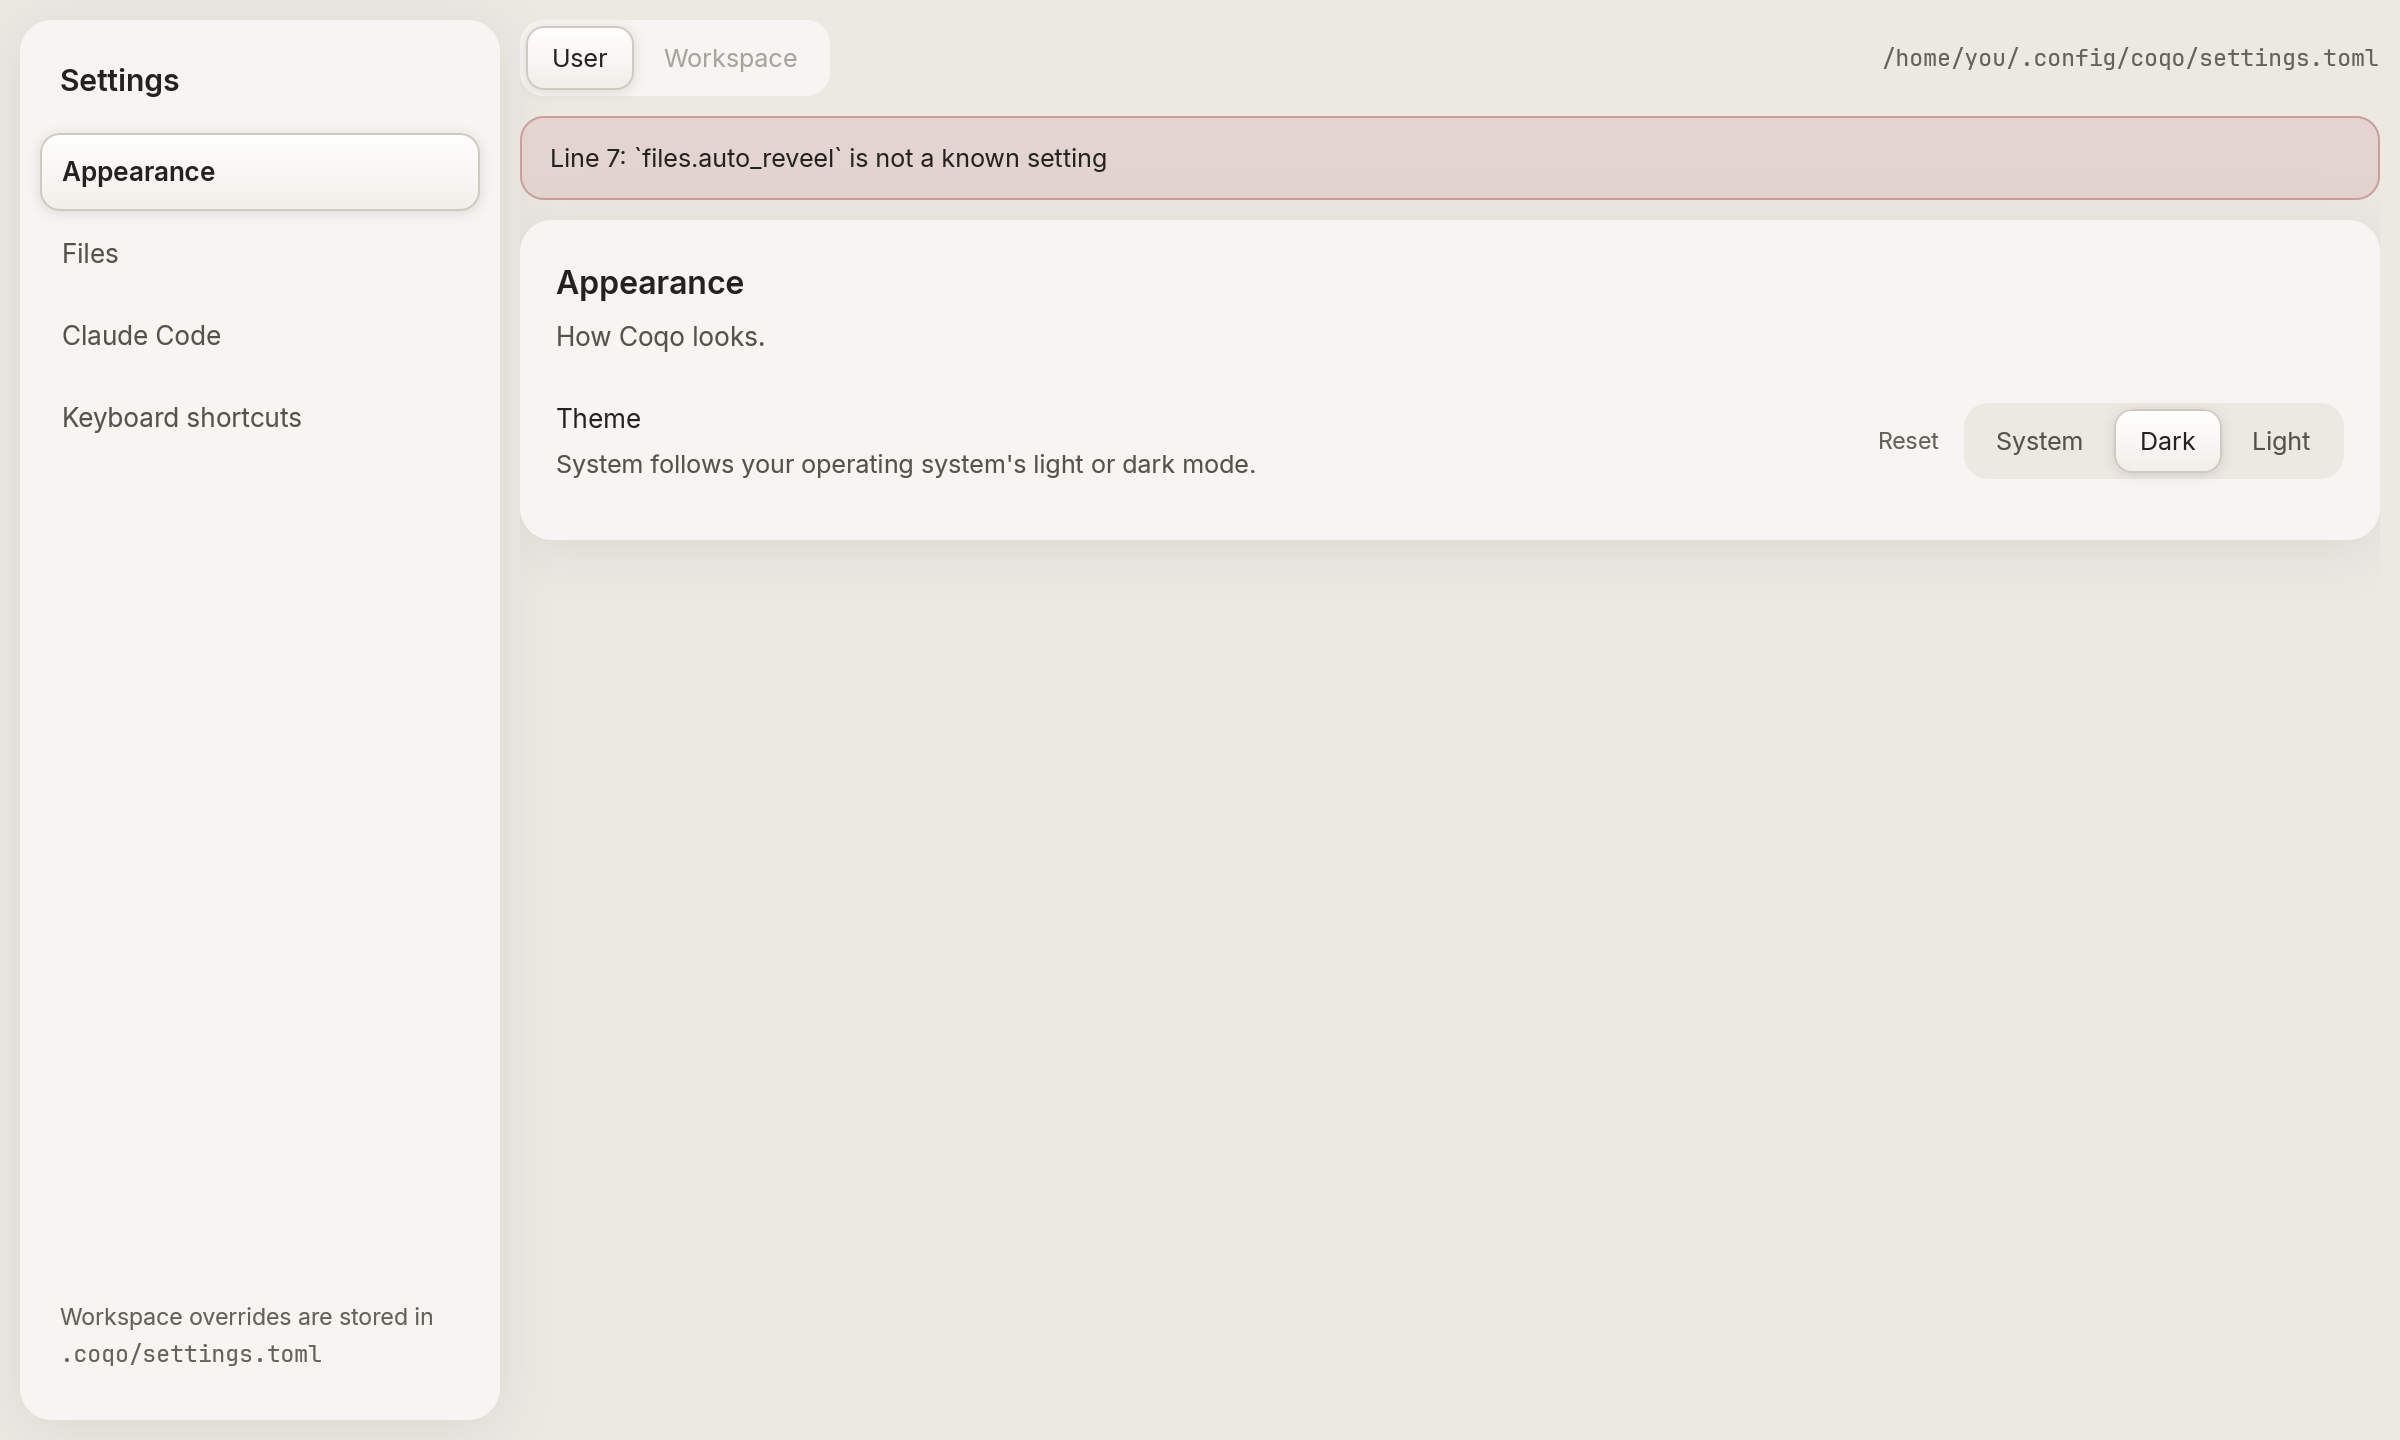 Settings
Appearance
Files
Claude Code
Keyboard shortcuts
Workspace overrides are stored in
.coqo/settings.toml
User Workspace
/home/you/.config/coqo/settings.toml
Line 7: `files.auto_reveel` is not a known setting
Appearance
How Coqo looks.
Theme
System follows your operating system's light or dark mode.
Reset System Dark Light